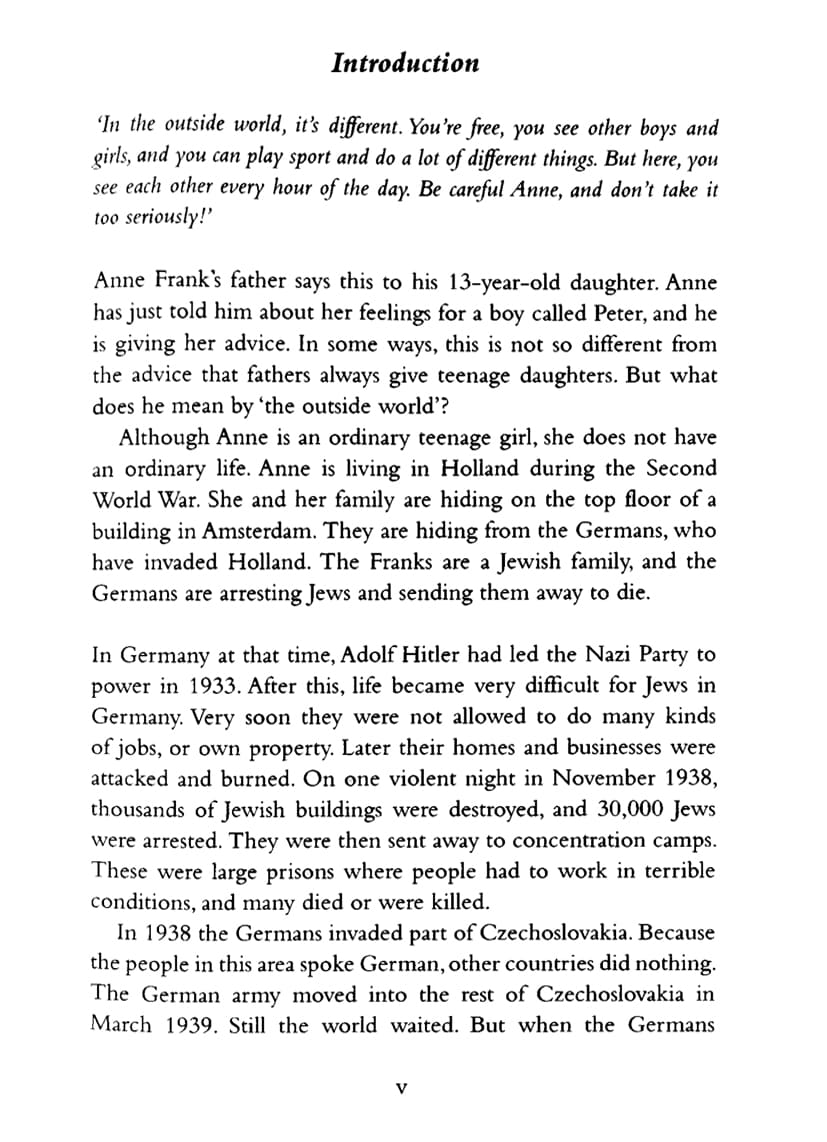 Introduction
‘In the outside world, it’s different. You’re free, you see other boys and
girls, and you can play sport and do a lot of different things. But here, you
see each other every hour of the day. Be careful Anne, and don’t take it
too seriously!’
Anne Frank’s father says this to his 13-year-old daughter. Anne
has just told him about her feelings for a boy called Peter, and he
is giving her advice. In some ways, this is not so different from
the advice that fathers always give teenage daughters. But what
does he mean by ‘the outside world’?
Although Anne is an ordinary teenage girl, she does not have
an ordinary life. Anne is living in Holland during the Second
World War. She and her family are hiding on the top floor of a
building in Amsterdam. They are hiding from the Germans, who
have invaded Holland. The Franks are a Jewish family, and the
Germans are arresting Jews and sending them away to die.
In Germany at that time, Adolf Hitler had led the Nazi Party to
power in 1933. After this, life became very difficult for Jews in
Germany. Very soon they were not allowed to do many kinds
of jobs, or own property. Later their homes and businesses were
attacked and burned. On one violent night in November 1938,
thousands of Jewish buildings were destroyed, and 30,000 Jews
were arrested. They were then sent away to concentration camps.
These were large prisons where people had to work in terrible
conditions, and many died or were killed.
In 1938 the Germans invaded part of Czechoslovakia. Because
the people in this area spoke German, other countries did nothing.
The German army moved into the rest of Czechoslovakia in
March 1939. Still the world waited. But when the Germans
v